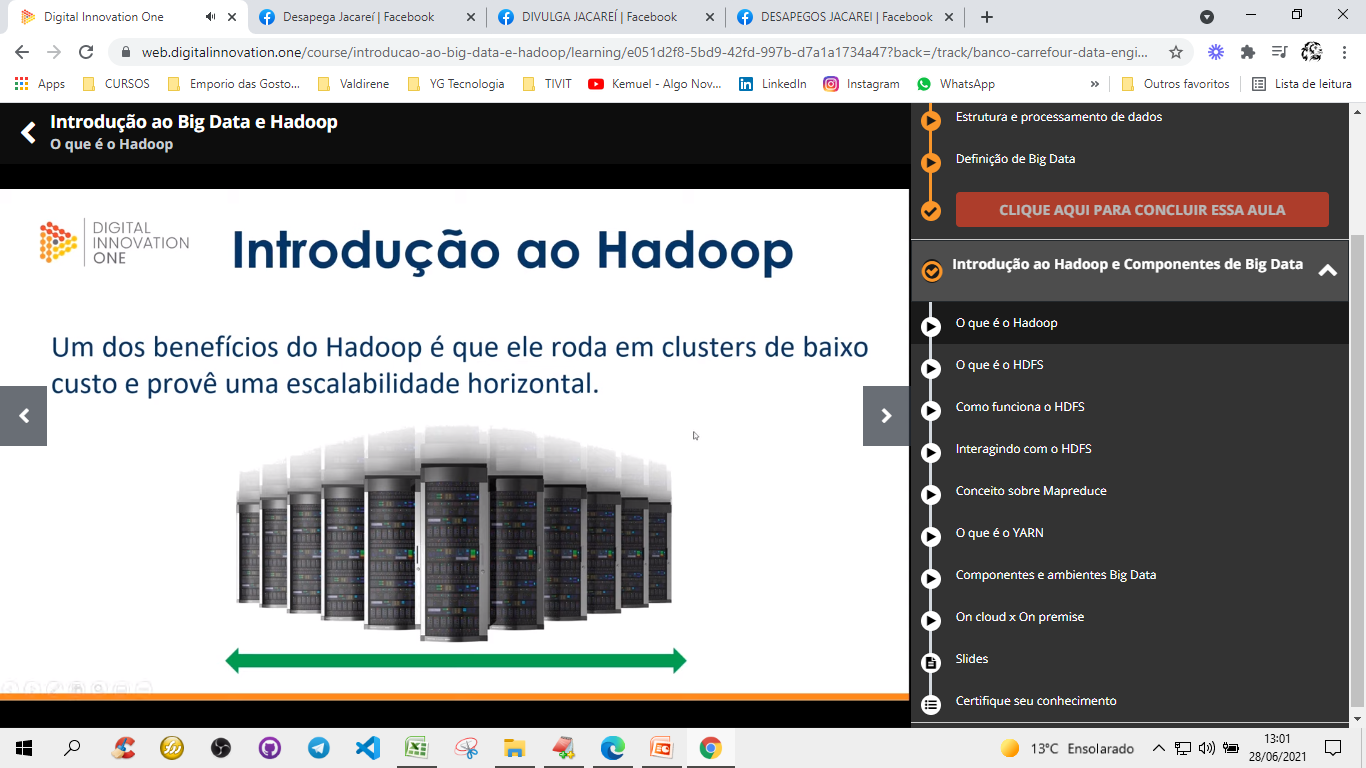 Digital Innovation One
Desapega Jacareí | Facebook
DIVULGA JACAREÍ | Facebook
DESAPEGOS JACAREI | Facebook
web.digitalinnovation.one/course/introducao-ao-big-data-e-hadoop/learning/e051d2f8-5bd9-42fd-997b-d7a1a1734a47?back=/track/banco-carrefour-data-engi...
Apps
CURSOS
Emporio das Gosto...
Valdirene
YG Tecnologia
TIVIT
Kemuel - Algo Nov...
LinkedIn
Instagram
WhatsApp
»
Outros favoritos
Lista de leitura
Introdução ao Big Data e Hadoop
O que é o Hadoop
DIGITAL
INNOVATION
ONE
Introdução ao Hadoop
Um dos benefícios do Hadoop é que ele roda em clusters de baixo
custo e provê uma escalabilidade horizontal.
Estrutura e processamento de dados
Definição de Big Data
CLIQUE AQUI PARA CONCLUIR ESSA AULA
Introdução ao Hadoop e Componentes de Big Data
O que é o Hadoop
O que é o HDFS
Como funciona o HDFS
Interagindo com o HDFS
Conceito sobre Mapreduce
O que é o YARN
Componentes e ambientes Big Data
On cloud x On premise
Slides
Certifique seu conhecimento
13°C Ensolarado
13:01
28/06/2021